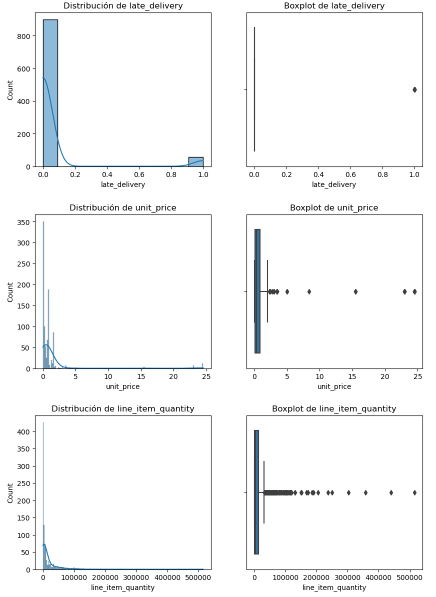 Distribución de late_delivery
Boxplot de late_delivery
800
600
400
200
0
Count
0.0 0.2 0.4 0.6 0.8 1.0
late_delivery
0.0 0.2 0.4 0.6 0.8 1.0
late_delivery
Distribución de unit_price
Boxplot de unit_price
350
300
250
200
150
100
50
0
Count
0 5 10 15 20 25
unit_price
0 5 10 15 20 25
unit_price
Distribución de line_item_quantity
Boxplot de line_item_quantity
400
350
300
250
200
150
100
50
0
Count
0 100000 200000 300000 400000 500000
line_item_quantity
0 100000 200000 300000 400000 500000
line_item_quantity